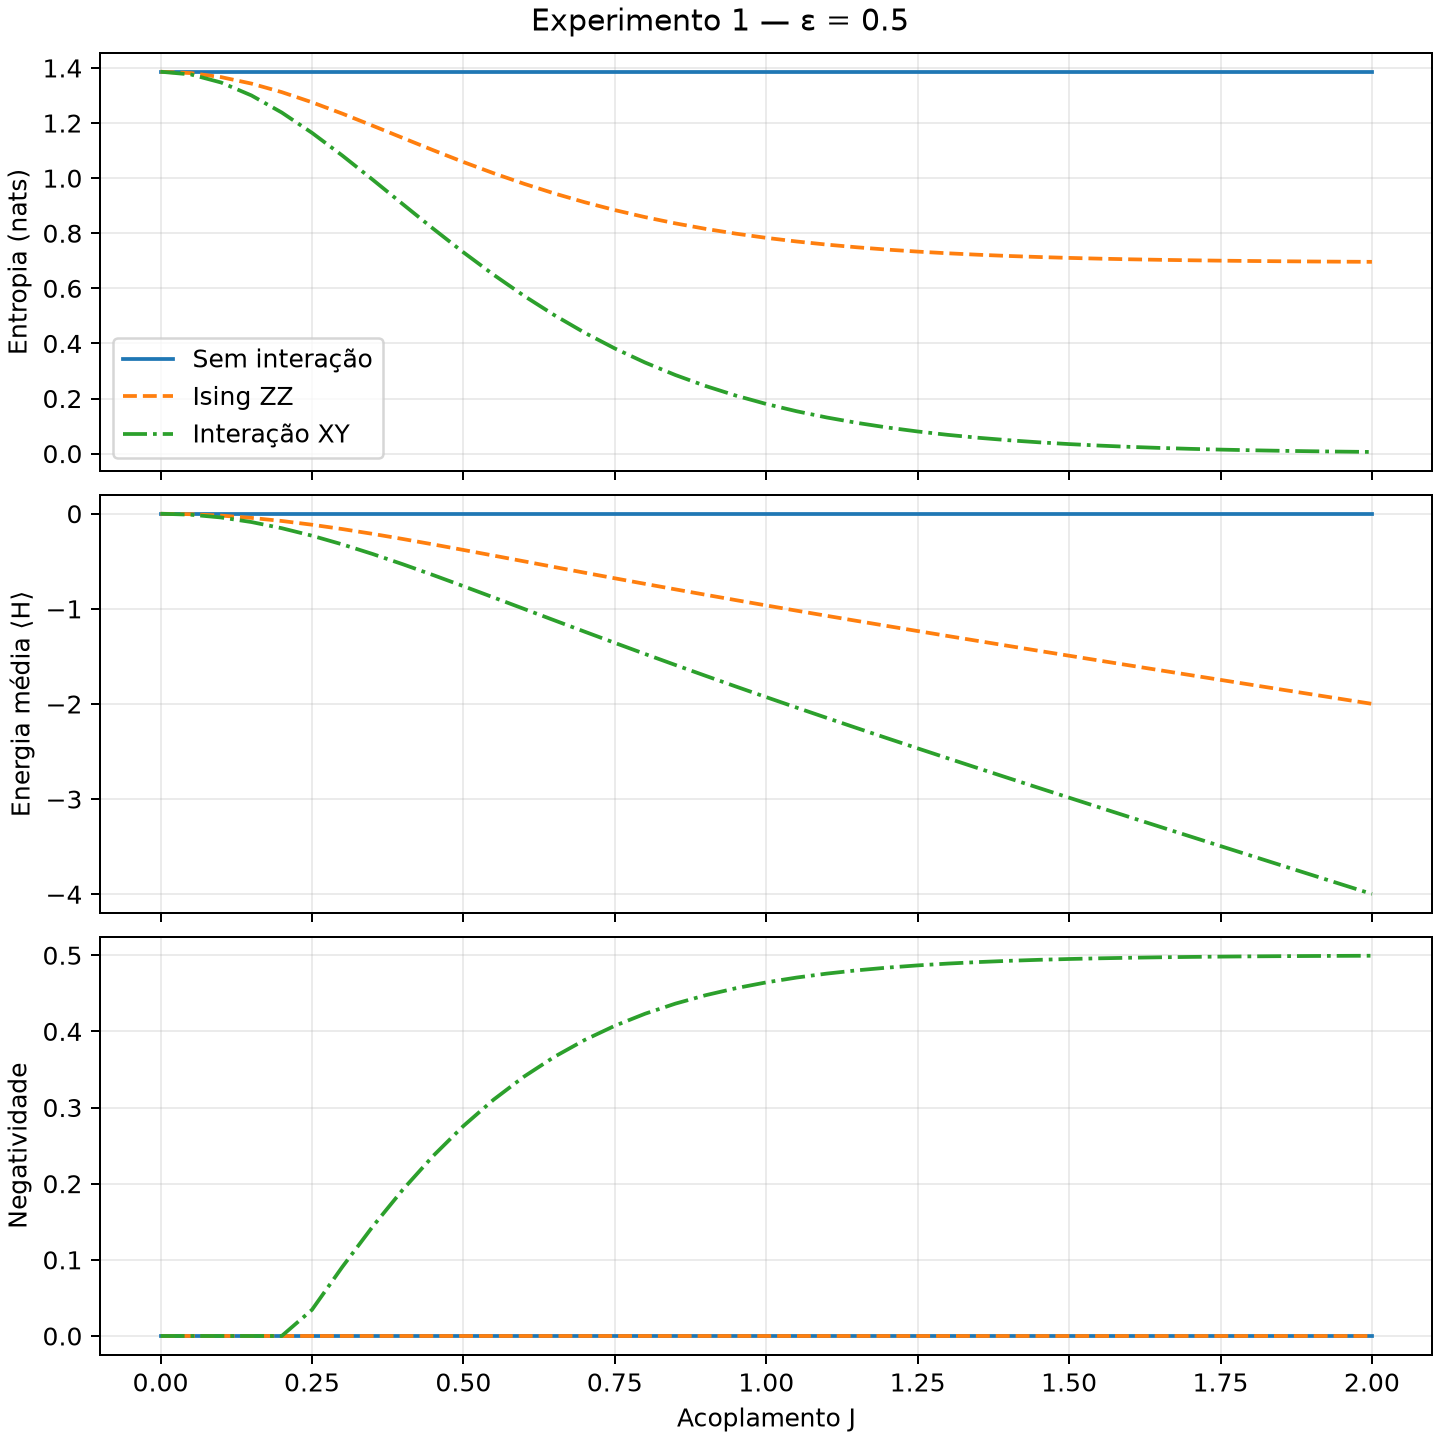 Experimento 1 — ε = 0.5
1.4
1.2
1.0
0.8
0.6
0.4
0.2
0.0
Entropia (nats)
Sem interação
Ising ZZ
Interação XY
0
−1
−2
−3
−4
Energia média ⟨H⟩
0.5
0.4
0.3
0.2
0.1
0.0
Negatividade
0.00 0.25 0.50 0.75 1.00 1.25 1.50 1.75 2.00
Acoplamento J